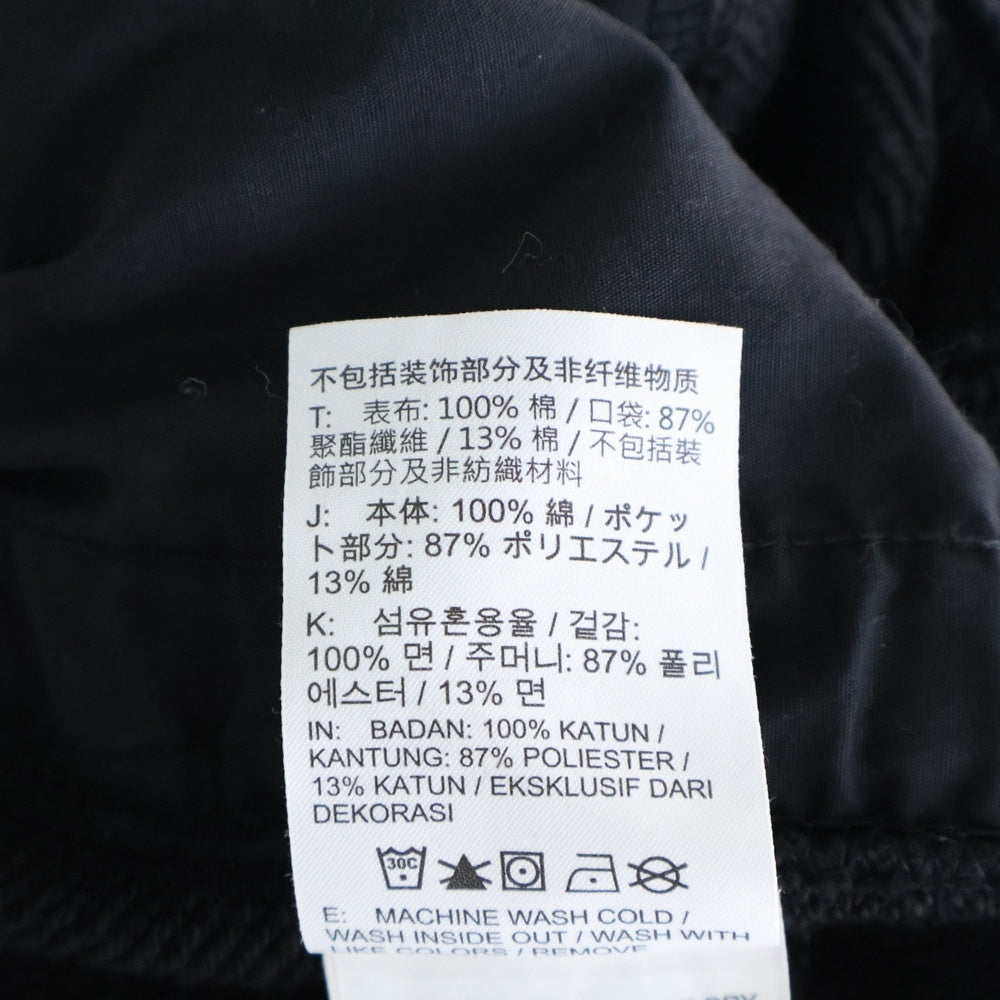 不包括装饰部分及非纤维物质
T: 表布: 100% 棉 / 口袋: 87%
聚酯纖維 / 13% 棉 / 不包括裝
飾部分及非紡織材料
J: 本体: 100% 綿 / ポケッ
ト部分: 87% ポリエステル /
13% 綿
K: 섬유혼용율 / 겉감:
100% 면 / 주머니: 87% 폴리
에스터 / 13% 면
IN: BADAN: 100% KATUN /
KANTUNG: 87% POLIESTER /
13% KATUN / EKSKLUSIF DARI
DEKORASI
30C
E: MACHINE WASH COLD /
WASH INSIDE OUT / WASH WITH
LIKE COLORS / REMOVE